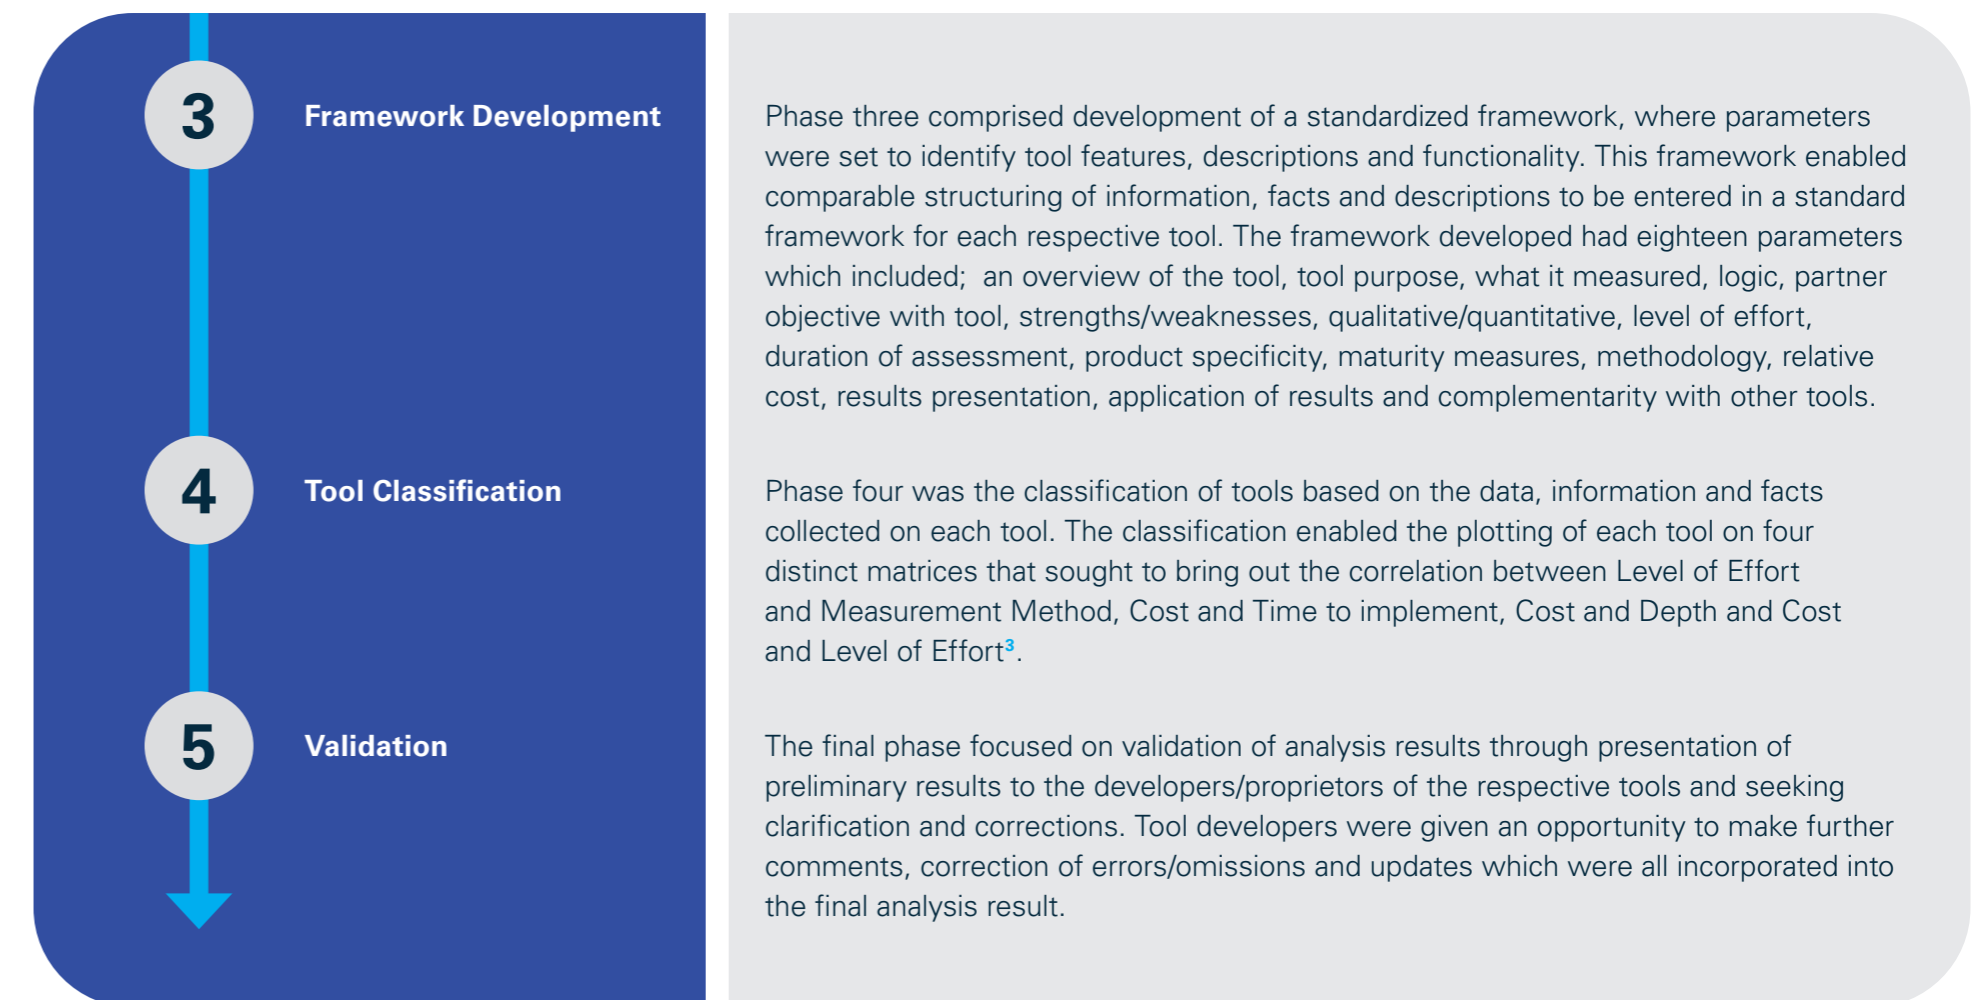 3
Framework Development
Phase three comprised development of a standardized framework, where parameters
were set to identify tool features, descriptions and functionality. This framework enabled
comparable structuring of information, facts and descriptions to be entered in a standard
framework for each respective tool. The framework developed had eighteen parameters
which included;  an overview of the tool, tool purpose, what it measured, logic, partner
objective with tool, strengths/weaknesses, qualitative/quantitative, level of effort,
duration of assessment, product specificity, maturity measures, methodology, relative
cost, results presentation, application of results and complementarity with other tools.
4
Tool Classification
Phase four was the classification of tools based on the data, information and facts
collected on each tool. The classification enabled the plotting of each tool on four
distinct matrices that sought to bring out the correlation between Level of Effort
and Measurement Method, Cost and Time to implement, Cost and Depth and Cost
and Level of Effort³.
5
Validation
The final phase focused on validation of analysis results through presentation of
preliminary results to the developers/proprietors of the respective tools and seeking
clarification and corrections. Tool developers were given an opportunity to make further
comments, correction of errors/omissions and updates which were all incorporated into
the final analysis result.